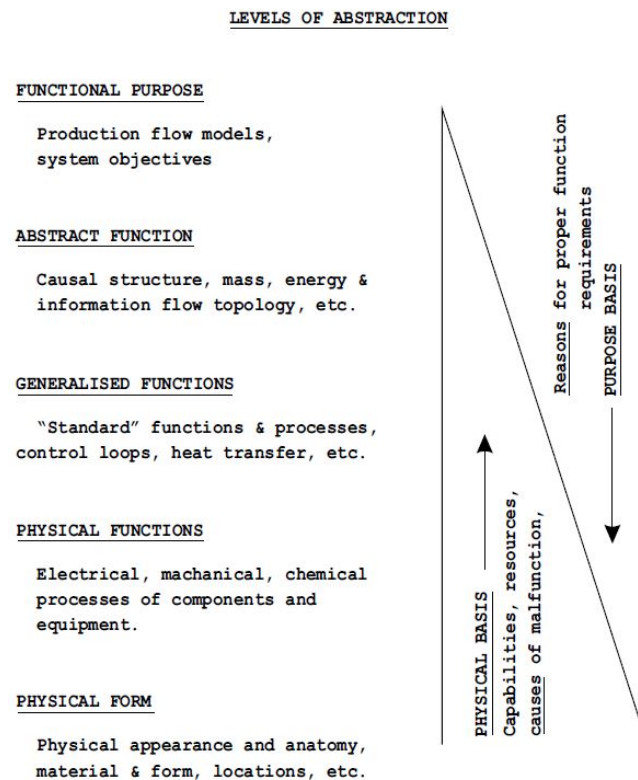 LEVELS OF ABSTRACTION
FUNCTIONAL PURPOSE
Production flow models,
system objectives
ABSTRACT FUNCTION
Causal structure, mass, energy &
information flow topology, etc.
GENERALISED FUNCTIONS
“Standard” functions & processes,
control loops, heat transfer, etc.
PHYSICAL FUNCTIONS
Electrical, machanical, chemical
processes of components and
equipment.
PHYSICAL FORM
Physical appearance and anatomy,
material & form, locations, etc.
PHYSICAL BASIS
Capabilities, resources,
causes of malfunction,
Reasons for proper function
requirements
PURPOSE BASIS